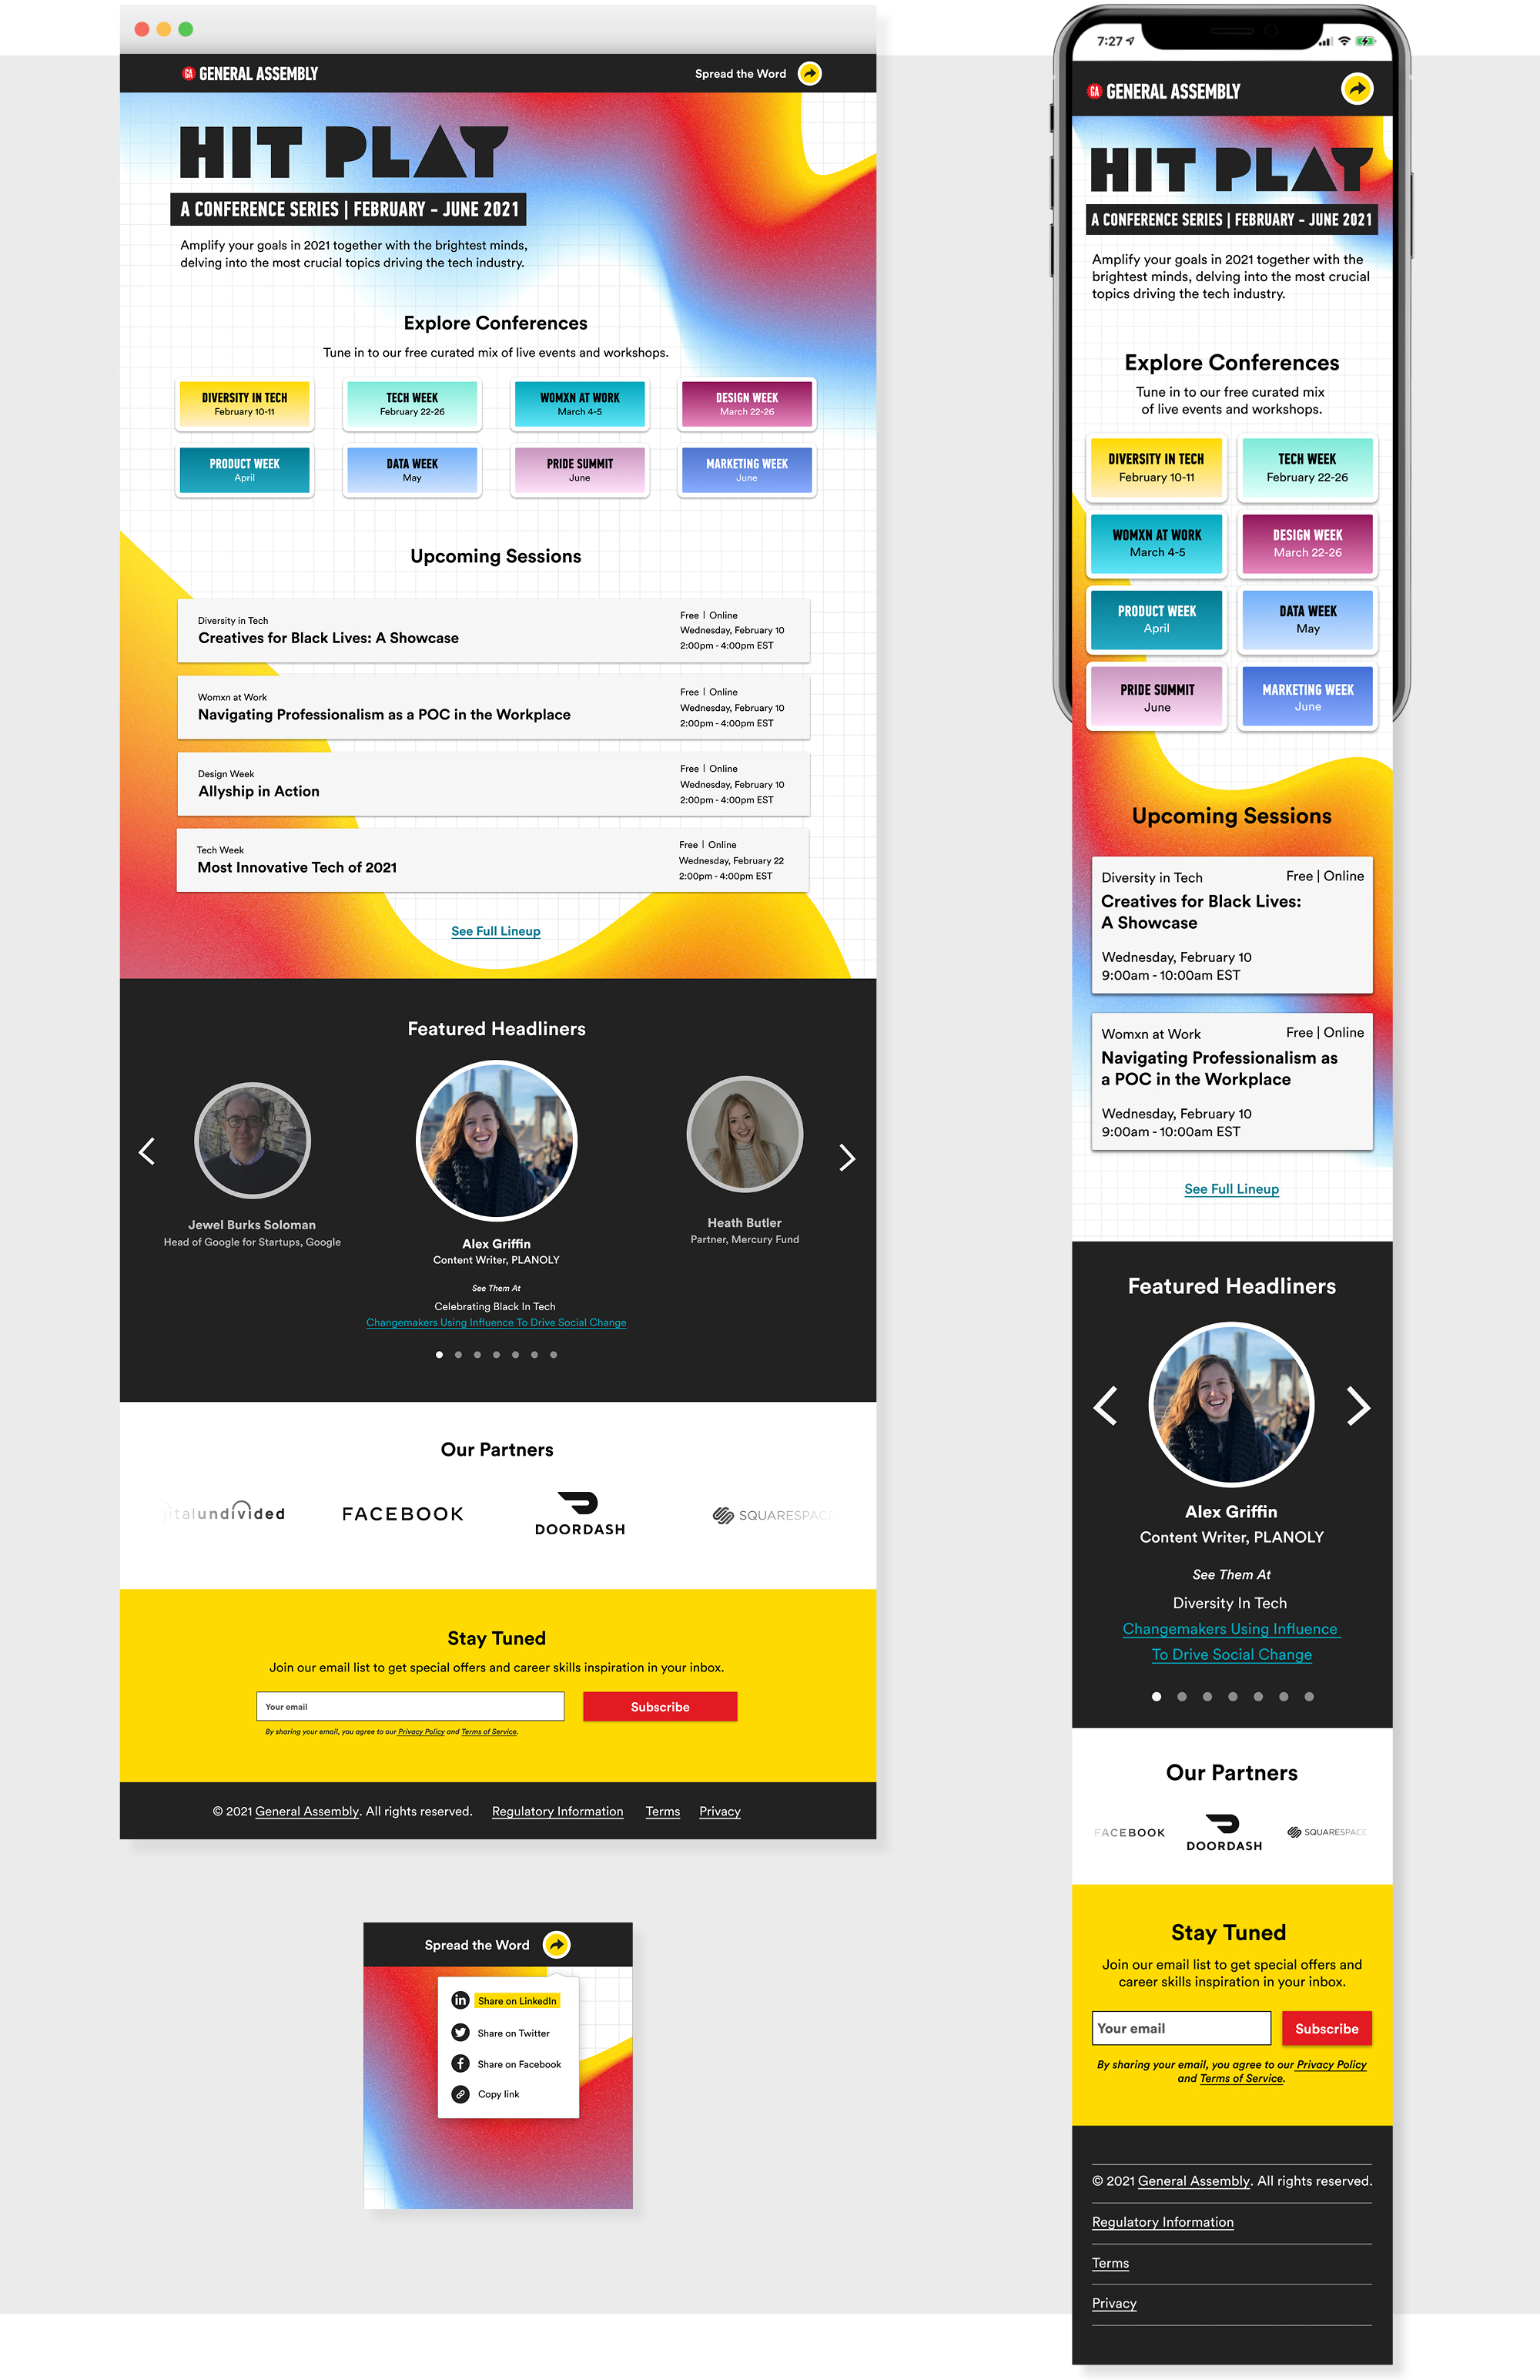 GA GENERAL ASSEMBLY
Spread the Word
HIT PLAY
A CONFERENCE SERIES | FEBRUARY - JUNE 2021
Amplify your goals in 2021 together with the brightest minds,
delving into the most crucial topics driving the tech industry.
Explore Conferences
Tune in to our free curated mix of live events and workshops.
DIVERSITY IN TECH
February 10-11
TECH WEEK
February 22-26
WOMXN AT WORK
March 4-5
DESIGN WEEK
March 22-26
PRODUCT WEEK
April
DATA WEEK
May
PRIDE SUMMIT
June
MARKETING WEEK
June
Upcoming Sessions
Diversity in Tech
Creatives for Black Lives: A Showcase
Free | Online
Wednesday, February 10
2:00pm - 4:00pm EST
Womxn at Work
Navigating Professionalism as a POC in the Workplace
Free | Online
Wednesday, February 10
2:00pm - 4:00pm EST
Design Week
Allyship in Action
Free | Online
Wednesday, February 10
2:00pm - 4:00pm EST
Tech Week
Most Innovative Tech of 2021
Free | Online
Wednesday, February 22
2:00pm - 4:00pm EST
See Full Lineup
Featured Headliners
Jewel Burks Soloman
Head of Google for Startups, Google
Alex Griffin
Content Writer, PLANOLY
See Them At
Celebrating Black In Tech
Changemakers Using Influence To Drive Social Change
Heath Butler
Partner, Mercury Fund
Our Partners
gitalundivided
FACEBOOK
DOORDASH
SQUARESPAC
Stay Tuned
Join our email list to get special offers and career skills inspiration in your inbox.
Your email
Subscribe
By sharing your email, you agree to our Privacy Policy and Terms of Service.
© 2021 General Assembly. All rights reserved. Regulatory Information Terms Privacy
Spread the Word
in Share on LinkedIn
Share on Twitter
f Share on Facebook
Copy link
7:27
GA GENERAL ASSEMBLY
HIT PLAY
A CONFERENCE SERIES | FEBRUARY - JUNE 2021
Amplify your goals in 2021 together with the
brightest minds, delving into the most crucial
topics driving the tech industry.
Explore Conferences
Tune in to our free curated mix
of live events and workshops.
DIVERSITY IN TECH
February 10-11
TECH WEEK
February 22-26
WOMXN AT WORK
March 4-5
DESIGN WEEK
March 22-26
PRODUCT WEEK
April
DATA WEEK
May
PRIDE SUMMIT
June
MARKETING WEEK
June
Upcoming Sessions
Diversity in Tech
Free | Online
Creatives for Black Lives:
A Showcase
Wednesday, February 10
9:00am - 10:00am EST
Womxn at Work
Free | Online
Navigating Professionalism as
a POC in the Workplace
Wednesday, February 10
9:00am - 10:00am EST
See Full Lineup
Featured Headliners
Alex Griffin
Content Writer, PLANOLY
See Them At
Diversity In Tech
Changemakers Using Influence
To Drive Social Change
Our Partners
FACEBOOK
DOORDASH
SQUARESPACE
Stay Tuned
Join our email list to get special offers and
career skills inspiration in your inbox.
Your email
Subscribe
By sharing your email, you agree to our Privacy Policy
and Terms of Service.
© 2021 General Assembly. All rights reserved.
Regulatory Information
Terms
Privacy